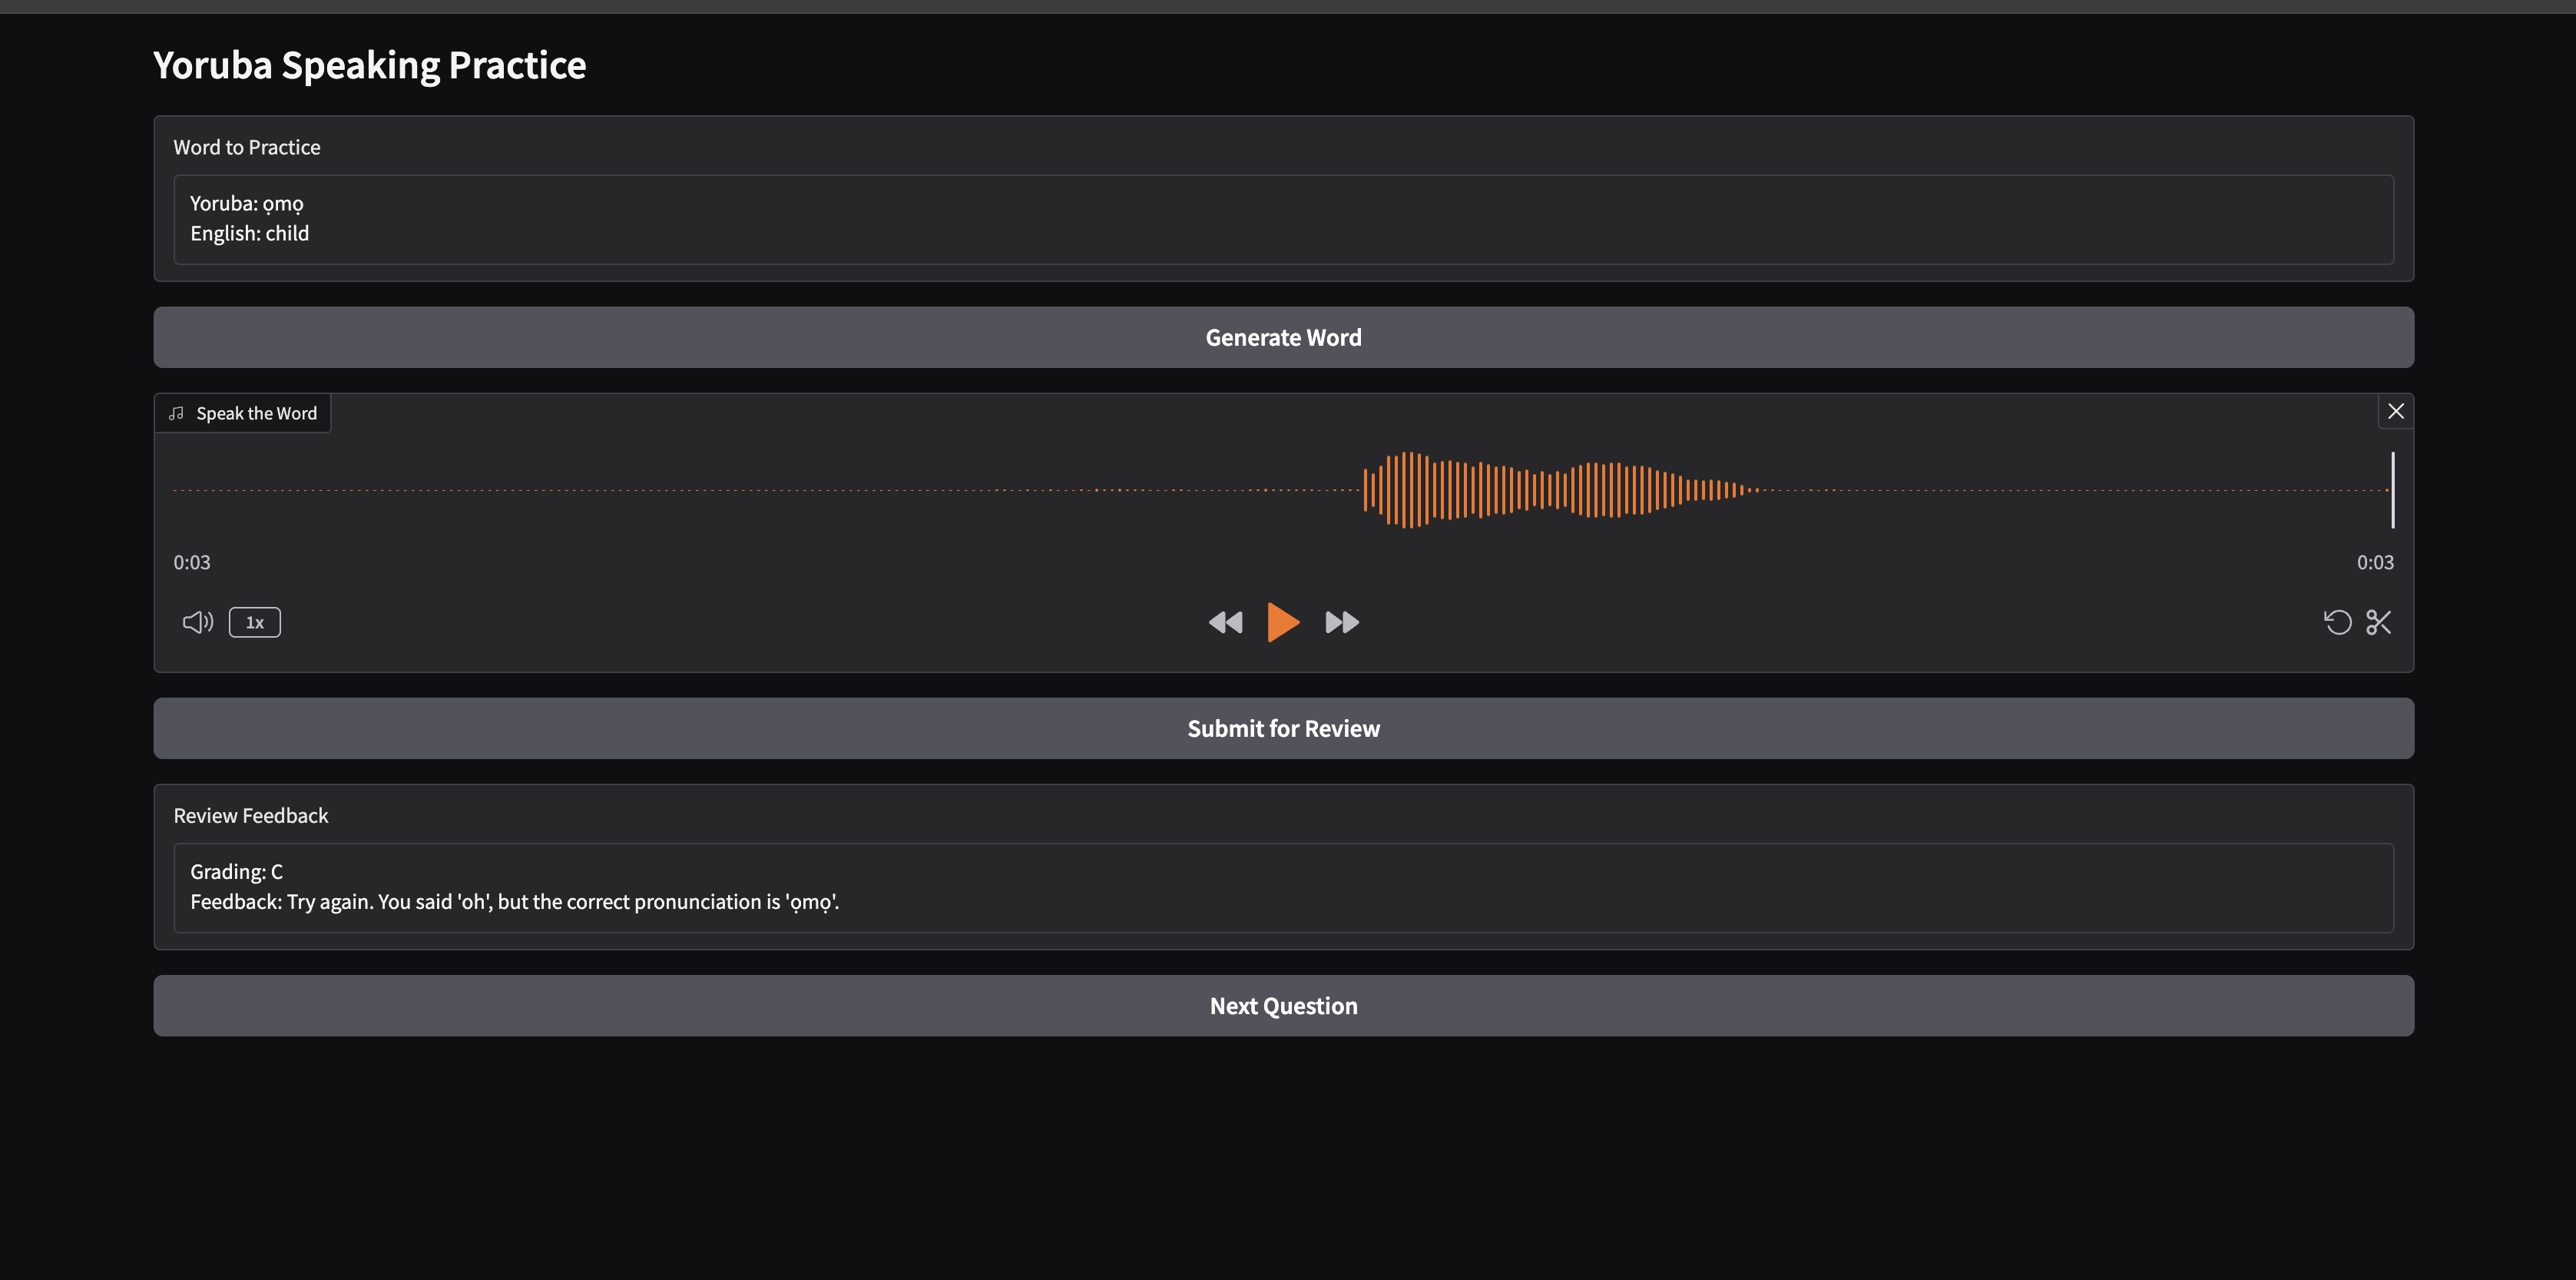 Yoruba Speaking Practice
Word to Practice
Yoruba: ọmọ
English: child
Generate Word
Speak the Word
0:03
0:03
1x
Submit for Review
Review Feedback
Grading: C
Feedback: Try again. You said 'oh', but the correct pronunciation is 'ọmọ'.
Next Question